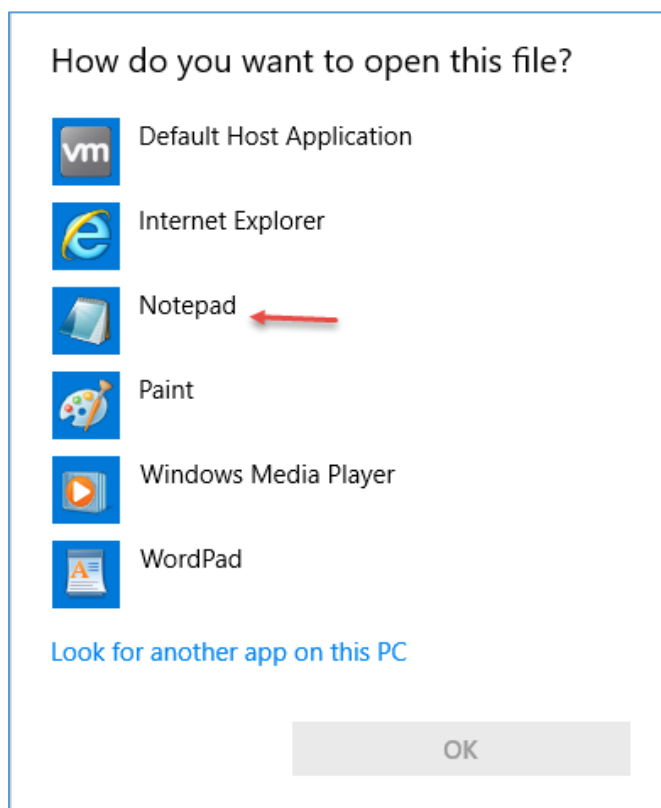 How do you want to open this file?
vm
Default Host Application
Internet Explorer
Notepad
Paint
Windows Media Player
WordPad
Look for another app on this PC
OK